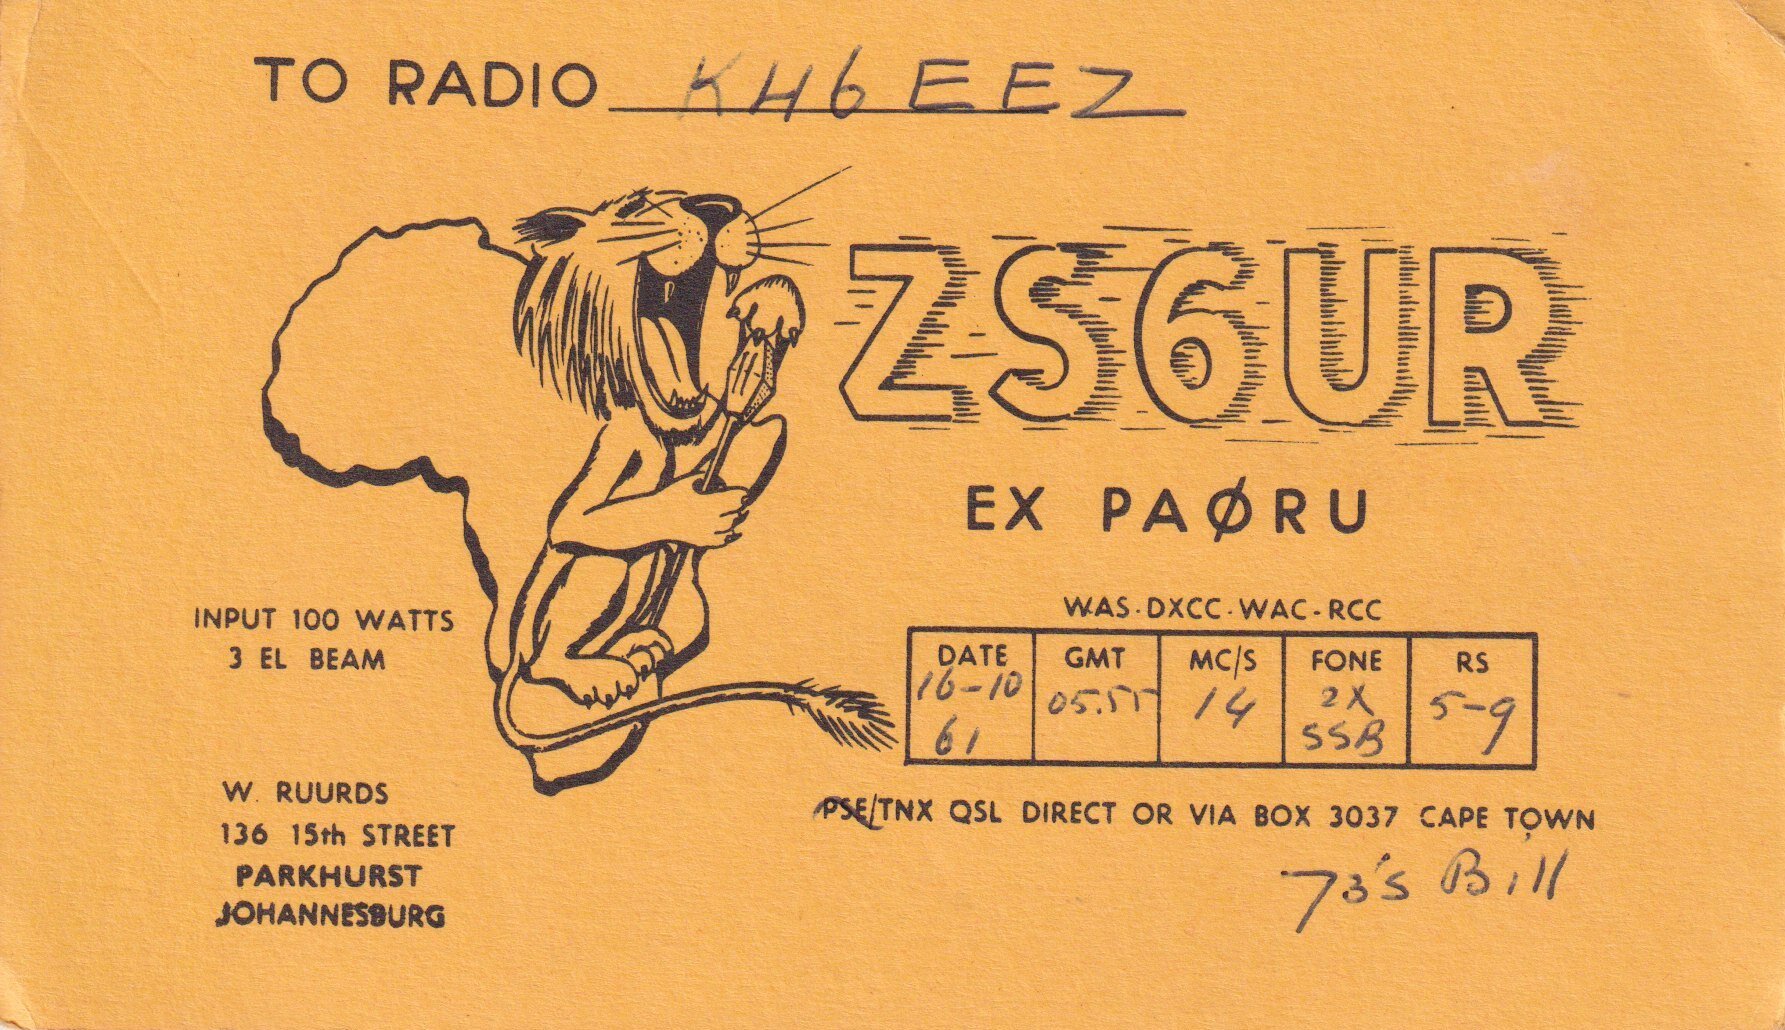 TO RADIO KH6EEZ
ZS6UR
EX PAØRU
INPUT 100 WATTS
3 EL BEAM
WAS-DXCC-WAC-RCC
DATE GMT MC/S FONE RS
16-10 05.55 14 2X 5-9
61 SSB
W. RUURDS
136 15th STREET
PARKHURST
JOHANNESBURG
PSE/TNX QSL DIRECT OR VIA BOX 3037 CAPE TOWN
73's Bill